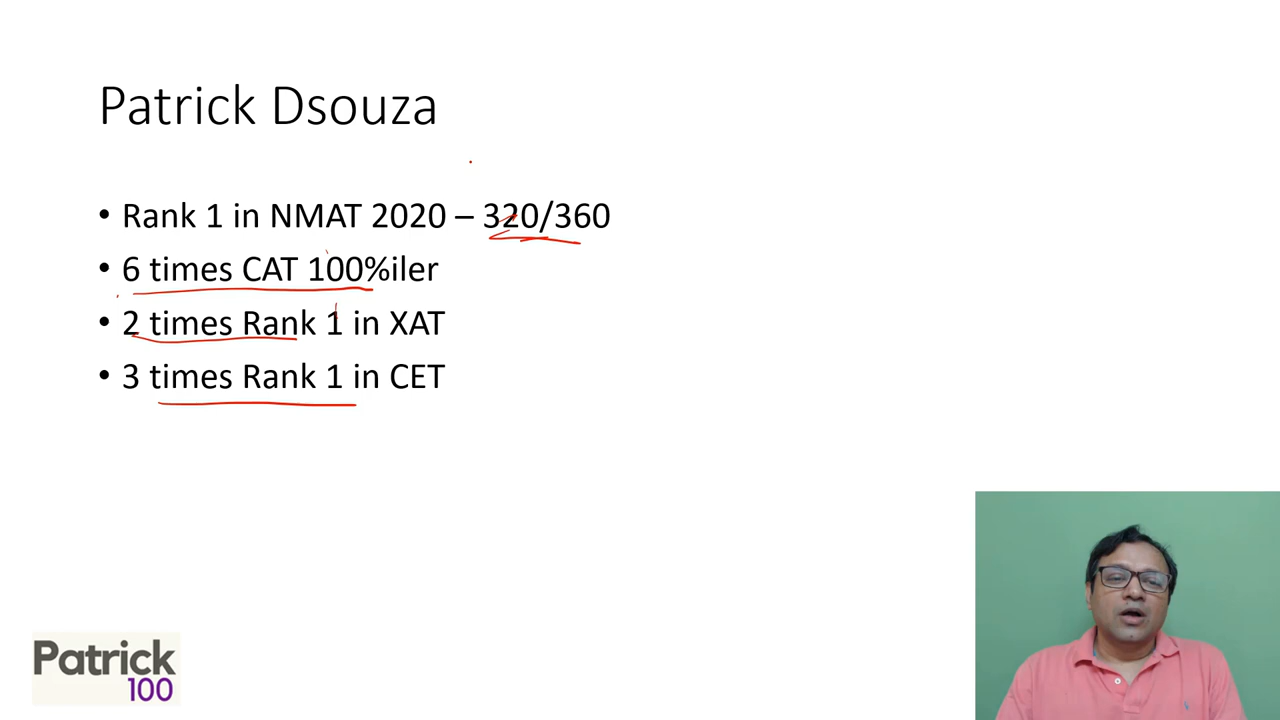 Patrick Dsouza
• Rank 1 in NMAT 2020 – 320/360
• 6 times CAT 100%iler
• 2 times Rank 1 in XAT
• 3 times Rank 1 in CET
Patrick
100